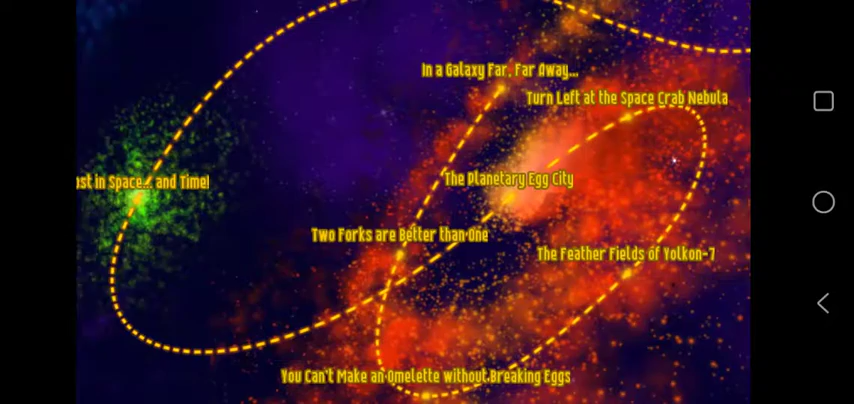 In a Galaxy Far, Far Away...
Turn Left at the Space Crab Nebula
The Planetary Egg City
ost in Space... and Time!
Two Forks are Better than One
The Feather Fields of Yolkon-7
You Can't Make an Omelette without Breaking Eggs